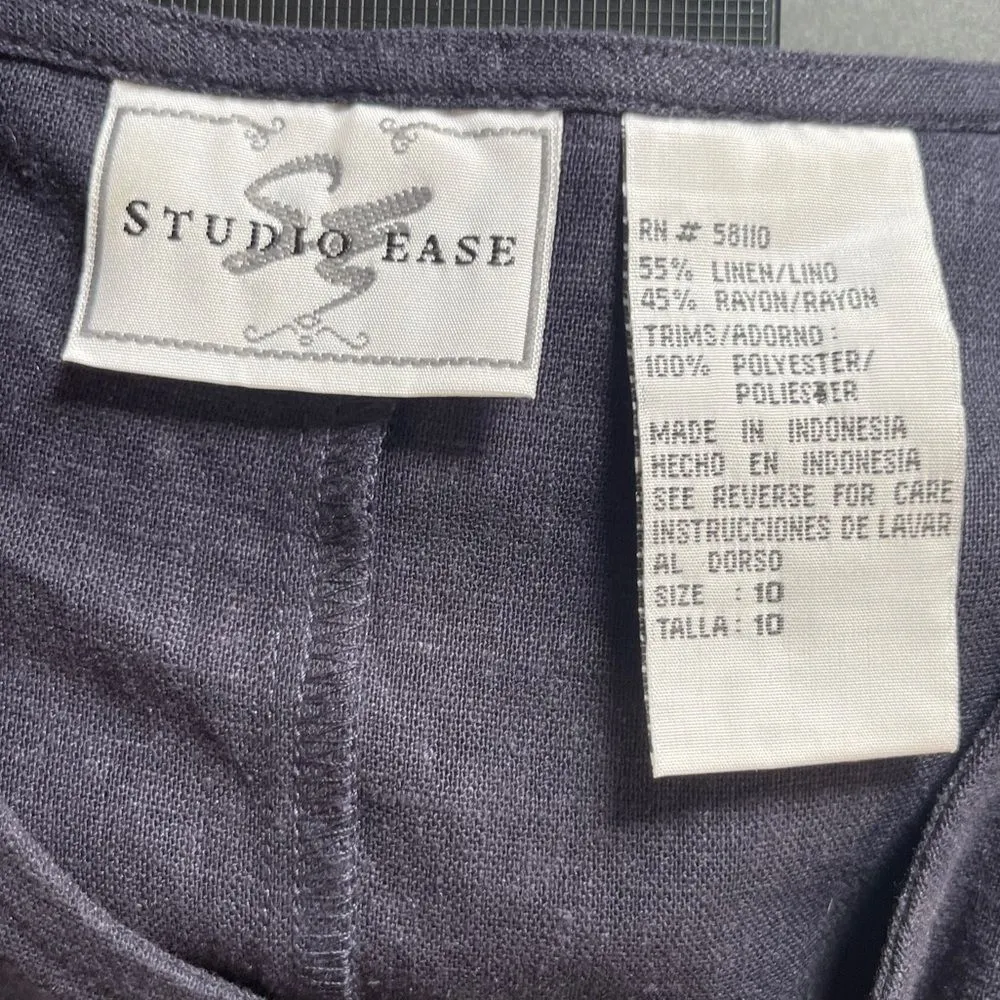 STUDIO EASE
RN # 58110
55% LINEN/LINO
45% RAYON/RAYON
TRIMS/ADORNO:
100% POLYESTER/
POLIESTER
MADE IN INDONESIA
HECHO EN INDONESIA
SEE REVERSE FOR CARE
INSTRUCCIONES DE LAVAR
AL DORSO
SIZE : 10
TALLA: 10